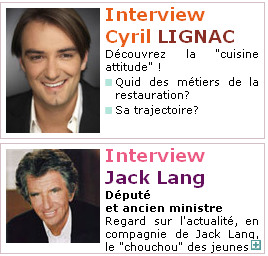 Interview
Cyril LIGNAC
Découvrez la "cuisine
attitude" !
Quid des métiers de la
restauration?
Sa trajectoire?
Interview
Jack Lang
Député
et ancien ministre
Regard sur l'actualité, en
compagnie de Jack Lang,
le "chouchou" des jeunes